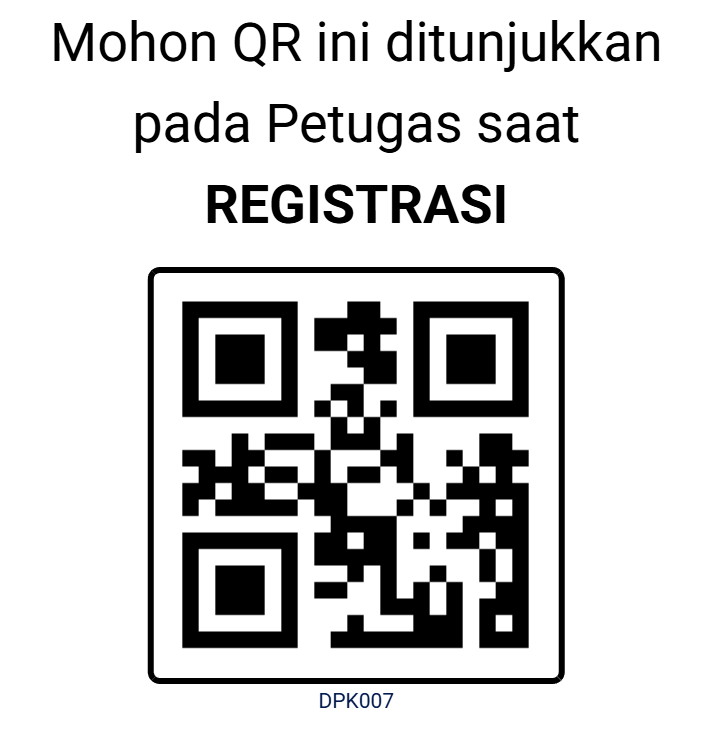 Mohon QR ini ditunjukkan
pada Petugas saat
REGISTRASI
DPK007